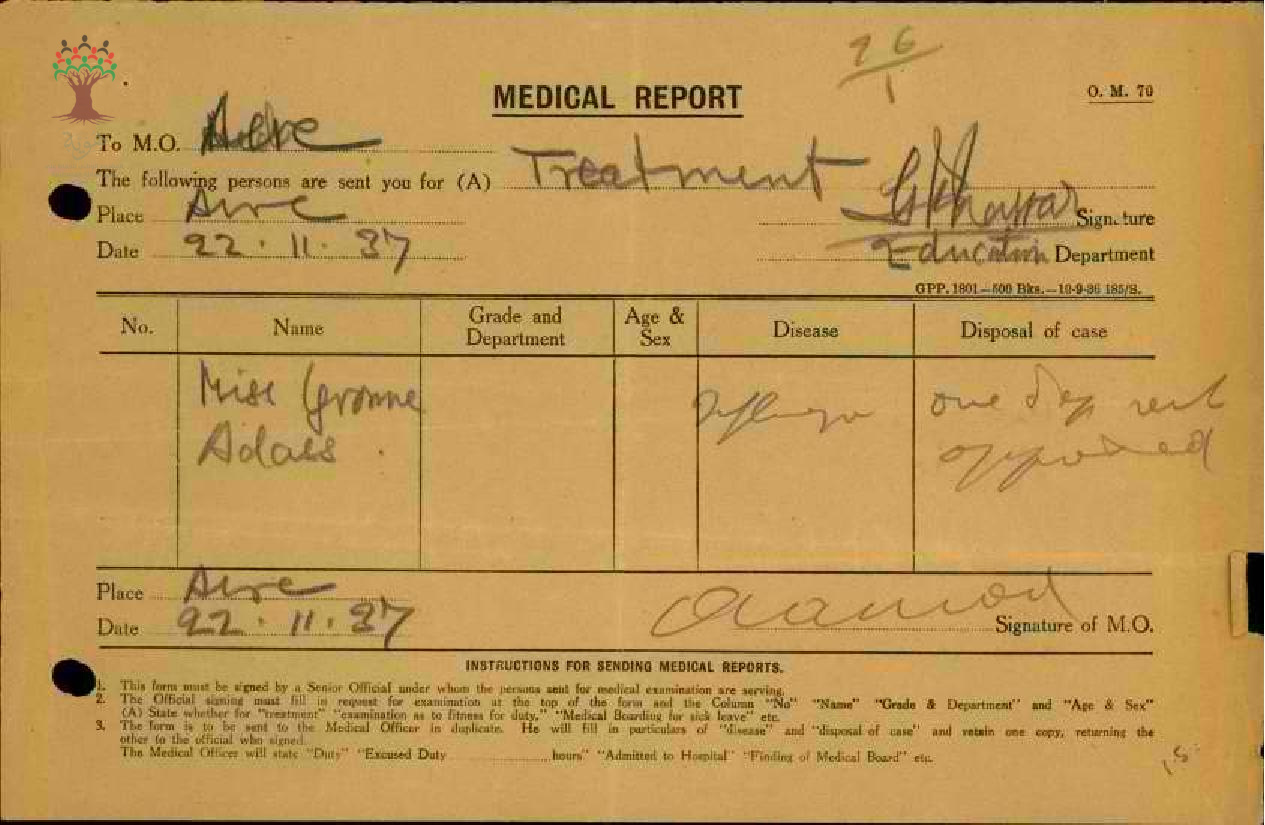 26
1
MEDICAL REPORT
O. M. 70
To M.O. Acre
The following persons are sent you for (A) Treatment
Place Acre
Signature
Date 22.11.37
Education Department
GPP. 1801—500 Bks.—10-9-36 185/S.
No. Name Grade and Department Age & Sex Disease Disposal of case
Miss Yvonne
Influenza one day rest
Place Acre
Date 22.11.37
Signature of M.O.
INSTRUCTIONS FOR SENDING MEDICAL REPORTS.
1. This form must be signed by a Senior Official under whom the persons sent for medical examination are serving.
2. The Official signing must fill in request for examination at the top of the form and the Column "No" "Name" "Grade & Department" and "Age & Sex"
(A) State whether for "treatment" "examination as to fitness for duty," "Medical Boarding for sick leave" etc.
3. The form is to be sent to the Medical Officer in duplicate. He will fill in particulars of "disease" and "disposal of case" and retain one copy, returning the
other to the official who signed.
The Medical Officer will state "Duty" "Excused Duty ............ hours" "Admitted to Hospital" "Finding of Medical Board" etc.